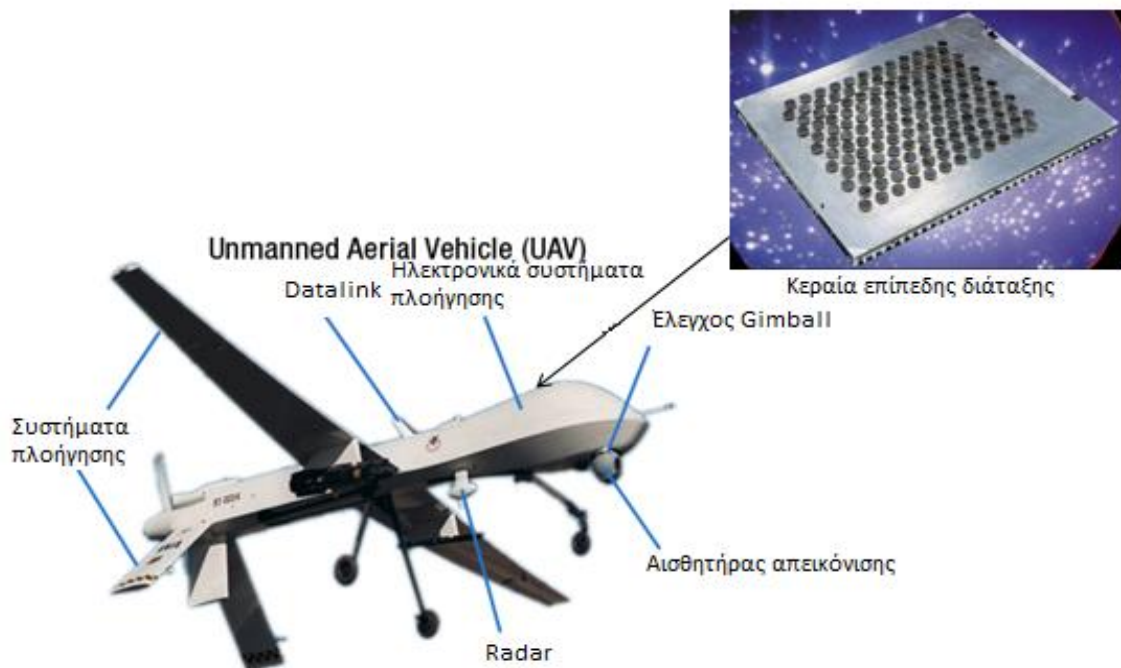 Unmanned Aerial Vehicle (UAV)
Datalink
Ηλεκτρονικά συστήματα
πλοήγησης
Κεραία επίπεδης διάταξης
Έλεγχος Gimball
Συστήματα
πλοήγησης
Αισθητήρας απεικόνισης
Radar